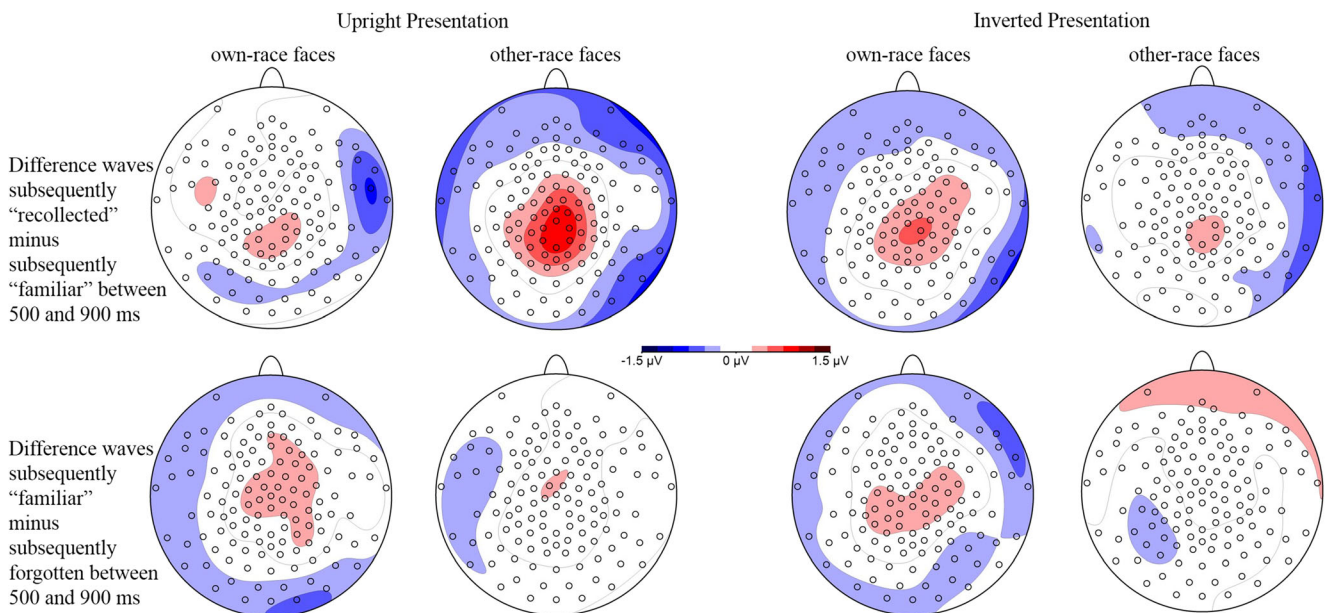 Upright Presentation
Inverted Presentation
own-race faces
other-race faces
own-race faces
other-race faces
Difference waves
subsequently
“recollected”
minus
subsequently
“familiar” between
500 and 900 ms
-1.5 µV
0 µV
1.5 µV
Difference waves
subsequently
“familiar”
minus
subsequently
forgotten between
500 and 900 ms